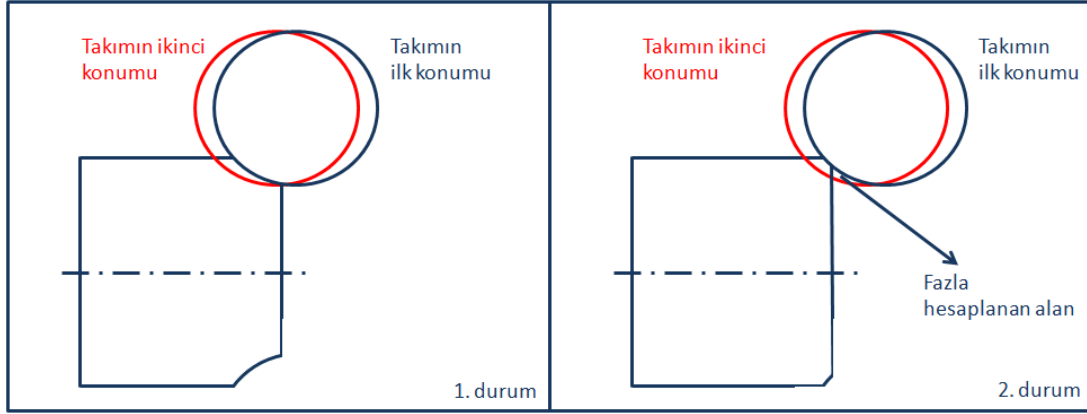 Takımın ikinci
konumu
Takımın
ilk konumu
1. durum
Takımın ikinci
konumu
Takımın
ilk konumu
Fazla
hesaplanan alan
2. durum